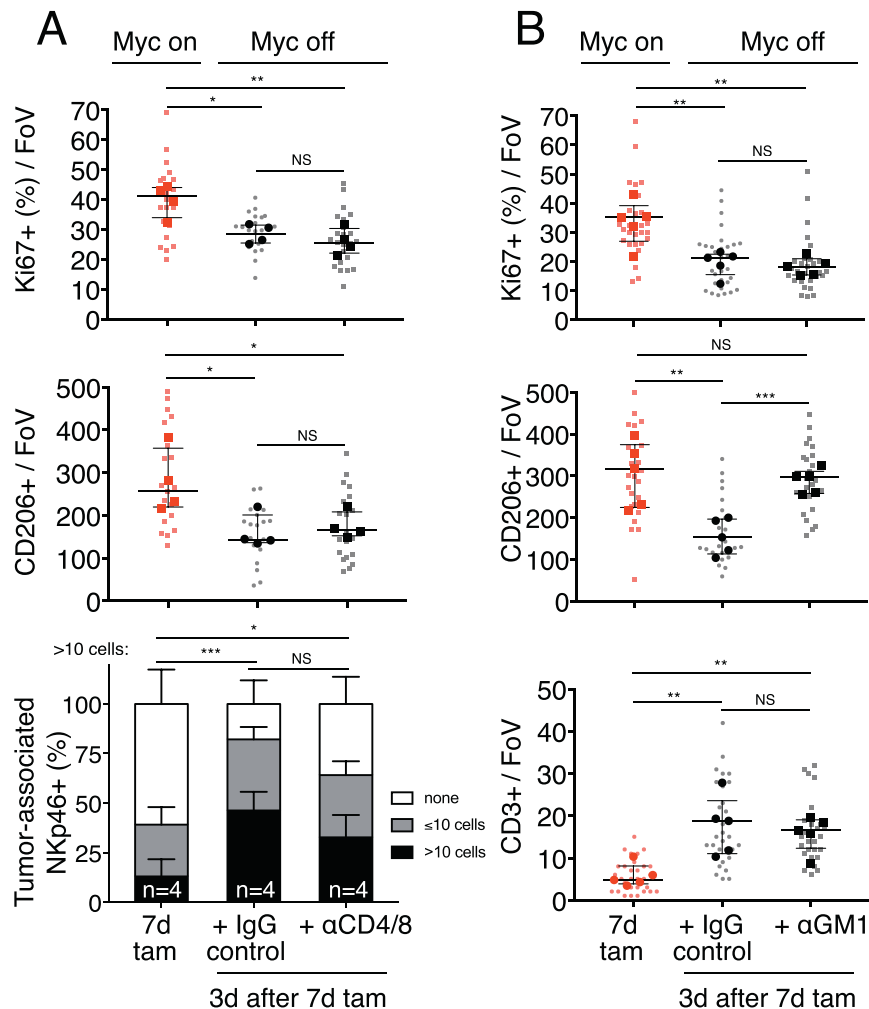 A
Myc on
Myc off
**
*
NS
Ki67+ (%) / FoV
70
60
50
40
30
20
10
0
*
*
NS
CD206+ / FoV
500
400
300
200
100
0
*
>10 cells:
***
NS
Tumor-associated
NKp46+ (%)
100
75
50
25
0
n=4
n=4
n=4
none
≤10 cells
>10 cells
7d
tam
+ IgG
control
+ αCD4/8
3d after 7d tam
B
Myc on
Myc off
**
**
NS
Ki67+ (%) / FoV
70
60
50
40
30
20
10
0
NS
**
***
CD206+ / FoV
500
400
300
200
100
0
**
**
NS
CD3+ / FoV
50
40
30
20
10
0
7d
tam
+ IgG
control
+ αGM1
3d after 7d tam